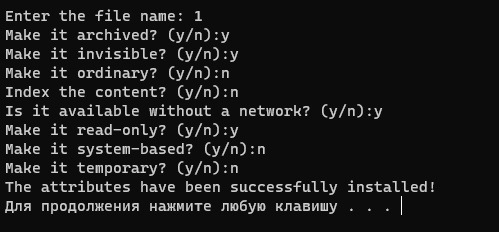 Enter the file name: 1
Make it archived? (y/n):y
Make it invisible? (y/n):y
Make it ordinary? (y/n):n
Index the content? (y/n):n
Is it available without a network? (y/n):y
Make it read-only? (y/n):y
Make it system-based? (y/n):n
Make it temporary? (y/n):n
The attributes have been successfully installed!
Для продолжения нажмите любую клавишу . . .